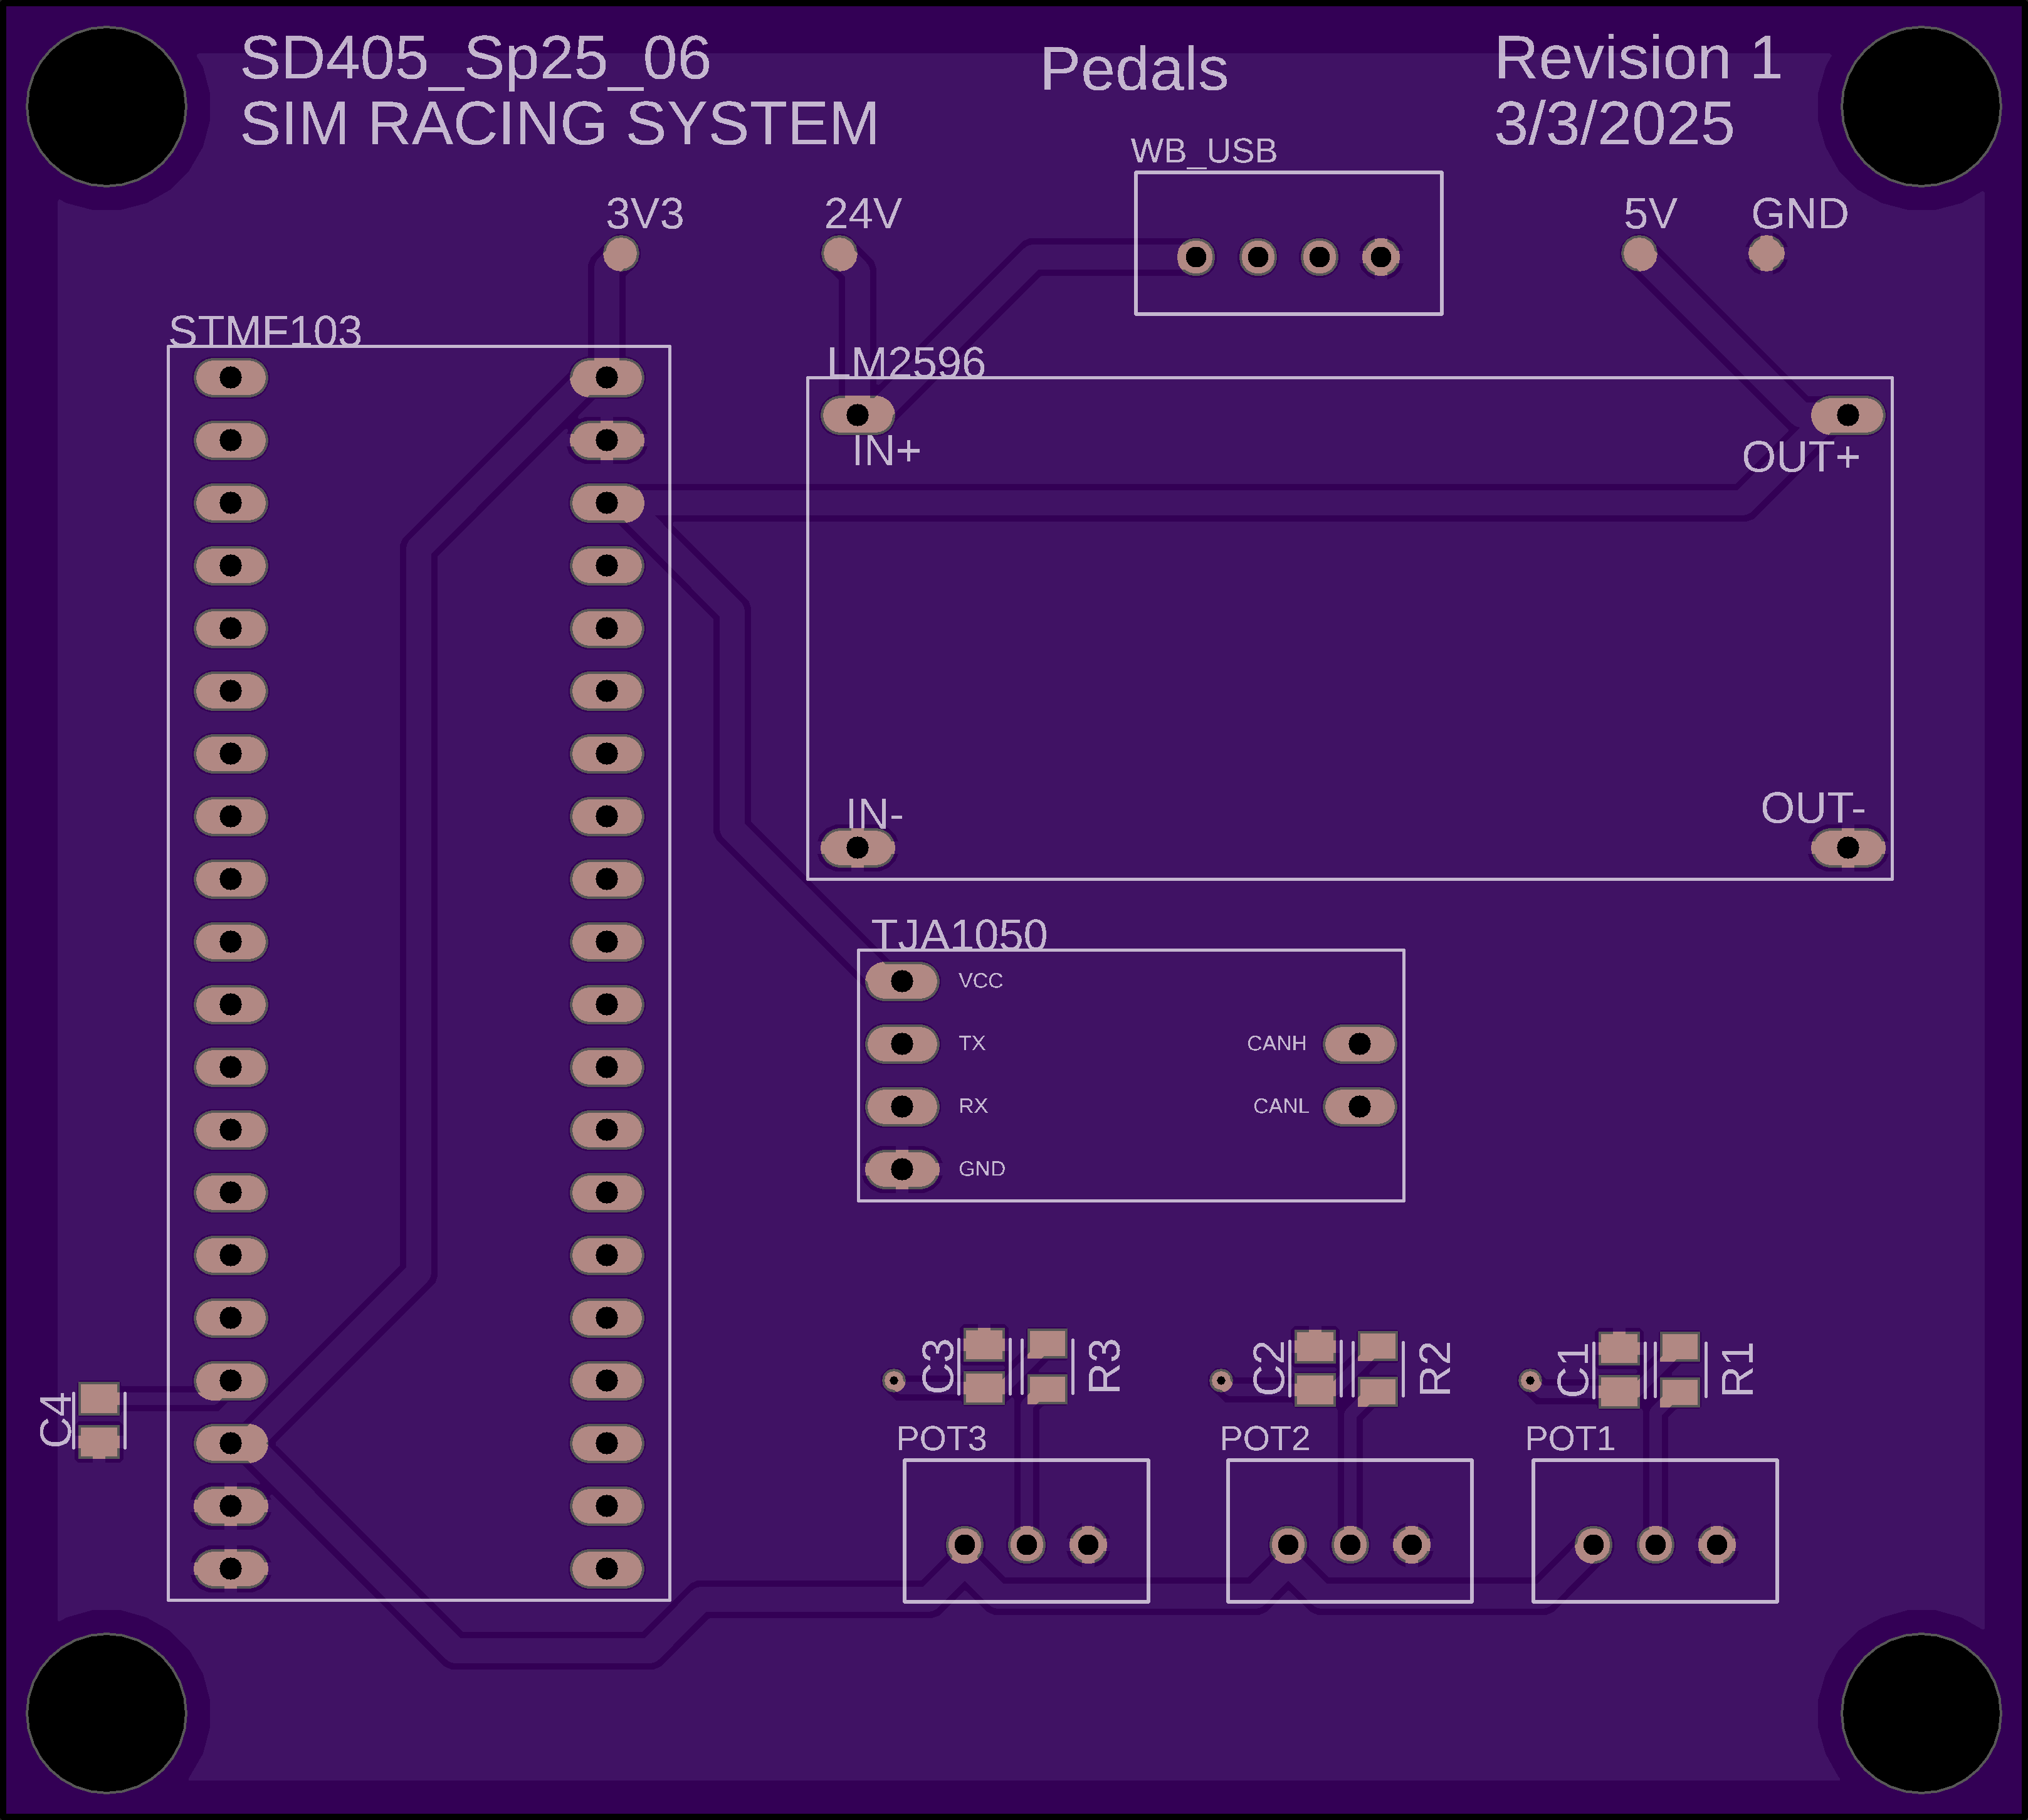 SD405_Sp25_06
SIM RACING SYSTEM
Pedals
Revision 1
3/3/2025
WB_USB
3V3
24V
5V
GND
STMF103
LM2596
IN+
OUT+
IN-
OUT-
TJA1050
VCC
TX
CANH
RX
CANL
GND
C3
R3
C2
R2
C1
R1
C4
POT3
POT2
POT1